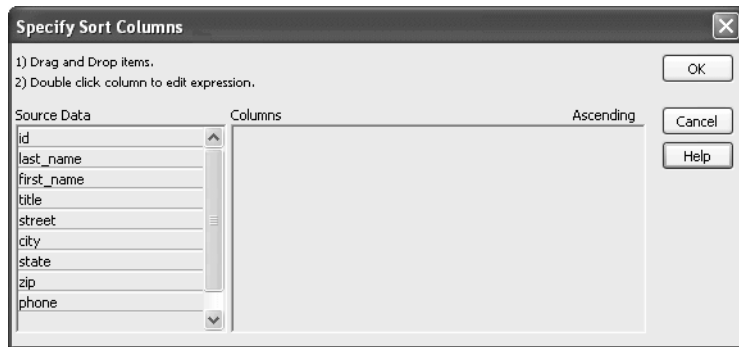 Specify Sort Columns
1) Drag and Drop items.
2) Double click column to edit expression.
OK
Source Data
Columns
Ascending
Cancel
Help
id
last_name
first_name
title
street
city
state
zip
phone